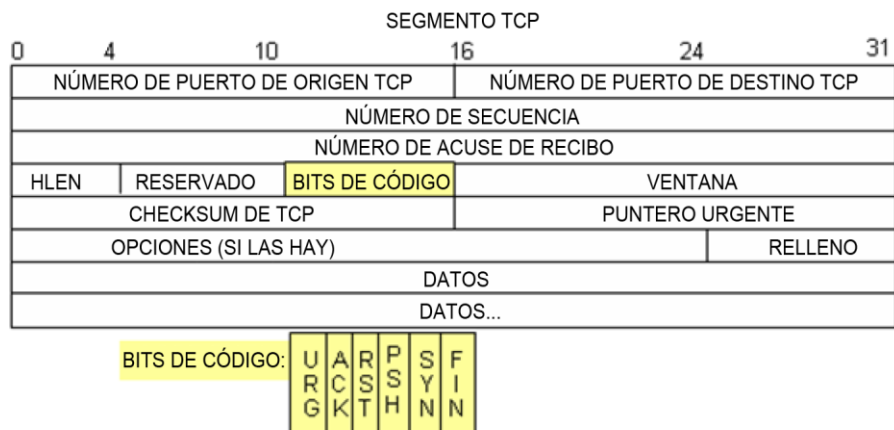 SEGMENTO TCP
0 4 10 16 24 31
NÚMERO DE PUERTO DE ORIGEN TCP NÚMERO DE PUERTO DE DESTINO TCP
NÚMERO DE SECUENCIA
NÚMERO DE ACUSE DE RECIBO
HLEN RESERVADO BITS DE CÓDIGO VENTANA
CHECKSUM DE TCP PUNTERO URGENTE
OPCIONES (SI LAS HAY) RELLENO
DATOS
DATOS...
BITS DE CÓDIGO: URG ACK RST PSH SYN FIN